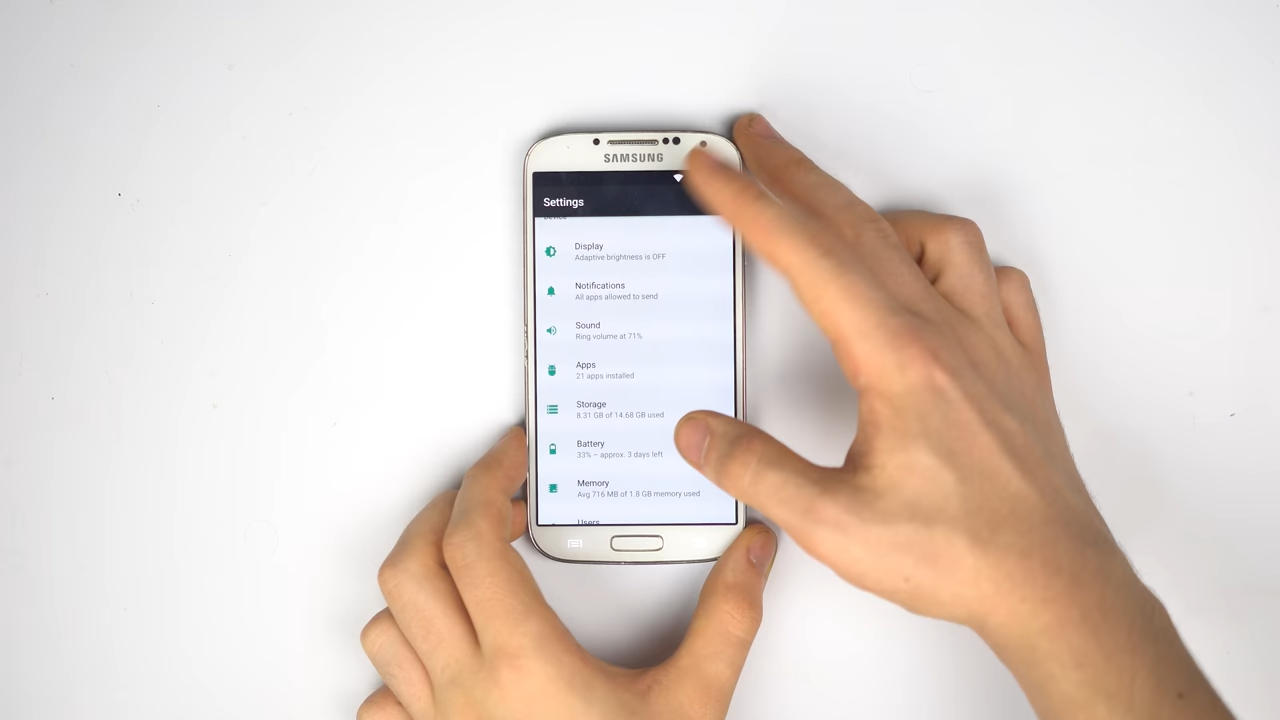 SAMSUNG
Settings
Device
Display
Adaptive brightness is OFF
Notifications
All apps allowed to send
Sound
Ring volume at 71%
Apps
21 apps installed
Storage
8.31 GB of 14.68 GB used
Battery
33% – approx. 3 days left
Memory
Avg 716 MB of 1.8 GB memory used
Users